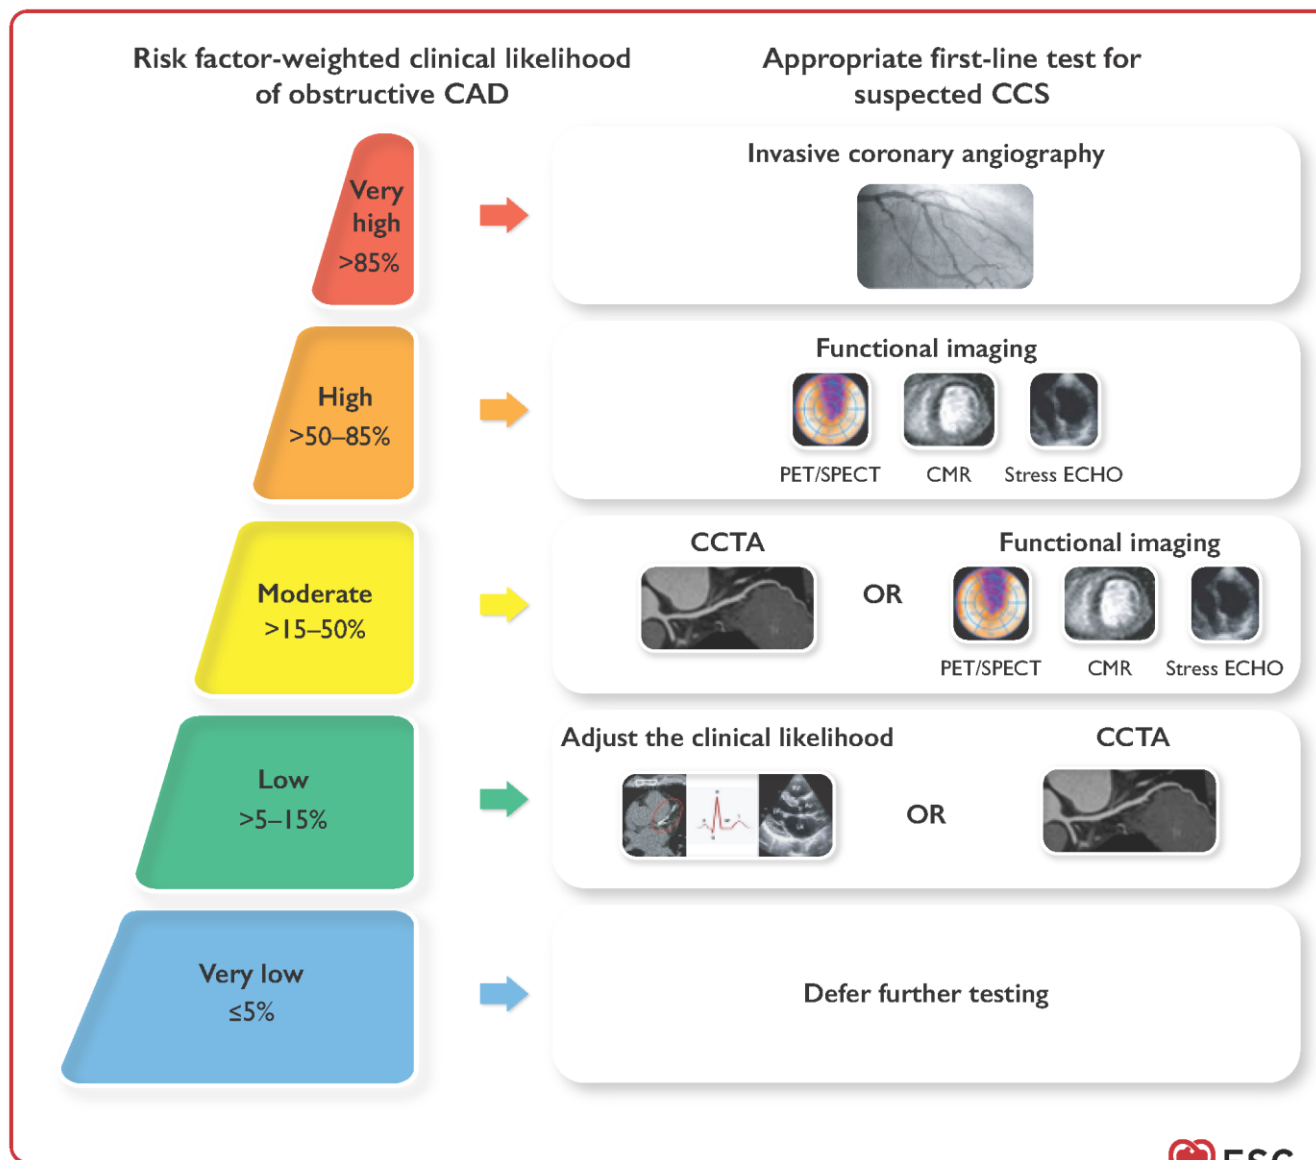 Risk factor-weighted clinical likelihood
of obstructive CAD
Appropriate first-line test for
suspected CCS
Very
high
>85%
Invasive coronary angiography
High
>50–85%
Functional imaging
PET/SPECT CMR Stress ECHO
Moderate
>15–50%
CCTA
OR
Functional imaging
PET/SPECT CMR Stress ECHO
Low
>5–15%
Adjust the clinical likelihood
OR
CCTA
Very low
≤5%
Defer further testing
ESC